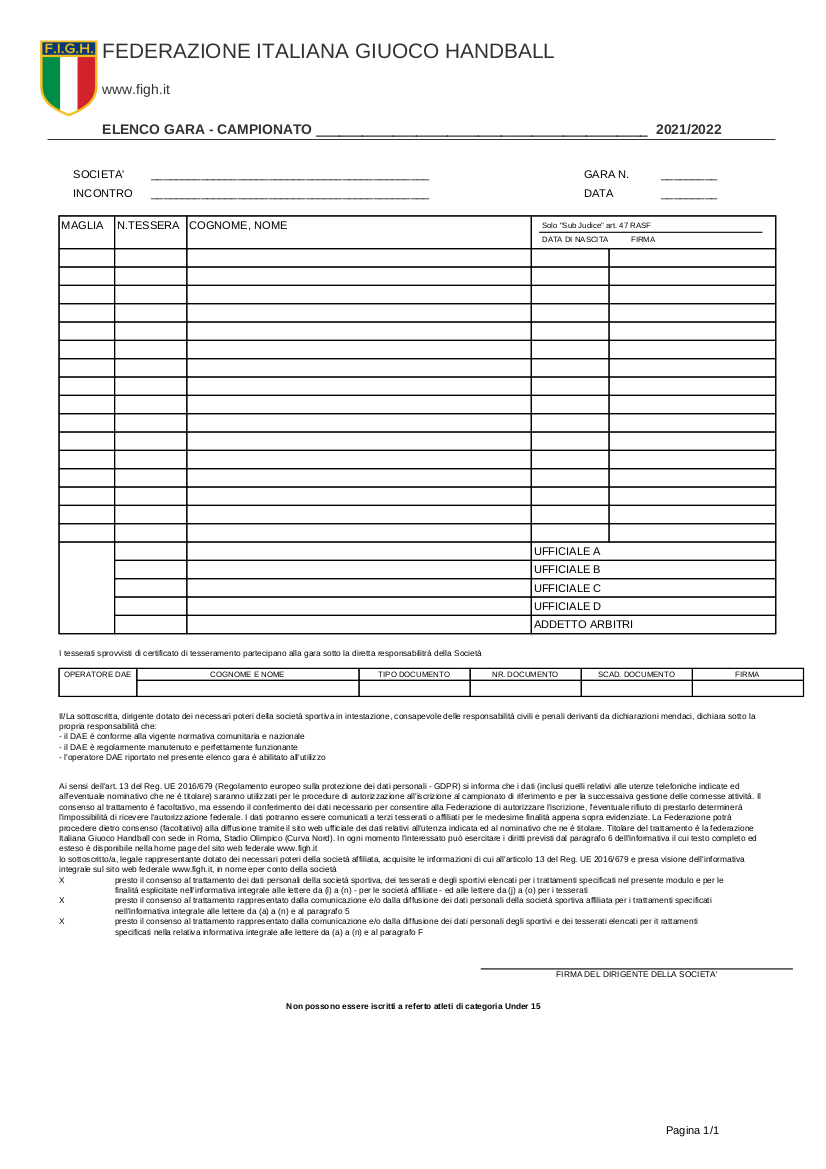 F.I.G.H.
FEDERAZIONE ITALIANA GIUOCO HANDBALL
www.figh.it
ELENCO GARA - CAMPIONATO ___________________________________________ 2021/2022
SOCIETA' ____________________________________________ GARA N. _________
INCONTRO ____________________________________________ DATA _________
MAGLIA N.TESSERA COGNOME, NOME Solo "Sub Judice" art. 47 RASF
DATA DI NASCITA FIRMA
UFFICIALE A
UFFICIALE B
UFFICIALE C
UFFICIALE D
ADDETTO ARBITRI
I tesserati sprovvisti di certificato di tesseramento partecipano alla gara sotto la diretta responsabilitrá della Società
OPERATORE DAE COGNOME E NOME TIPO DOCUMENTO NR. DOCUMENTO SCAD. DOCUMENTO FIRMA
Il/La sottoscritta, dirigente dotato dei necessari poteri della società sportiva in intestazione, consapevole delle responsabilità civili e penali derivanti da dichiarazioni mendaci, dichiara sotto la
propria responsabilità che:
- il DAE è conforme alla vigente normativa comunitaria e nazionale
- il DAE è regolarmente manutenuto e perfettamente funzionante
- l'operatore DAE riportato nel presente elenco gara è abilitato all'utilizzo
Ai sensi dell'art. 13 del Reg. UE 2016/679 (Regolamento europeo sulla protezione dei dati personali - GDPR) si informa che i dati (inclusi quelli relativi alle utenze telefoniche indicate ed
all'eventuale nominativo che ne è titolare) saranno utilizzati per le procedure di autorizzazione all'iscrizione al campionato di riferimento e per la successaiva gestione delle connesse attività. Il
consenso al trattamento è facoltativo, ma essendo il conferimento dei dati necessario per consentire alla Federazione di autorizzare l'iscrizione, l'eventuale rifiuto di prestarlo determinerà
l'impossibilità di ricevere l'autorizzazione federale. I dati potranno essere comunicati a terzi tesserati o affiliati per le medesime finalità appena sopra evidenziate. La Federazione potrà
procedere dietro consenso (facoltativo) alla diffusione tramite il sito web ufficiale dei dati relativi all'utenza indicata ed al nominativo che ne è titolare. Titolare del trattamento è la federazione
Italiana Giuoco Handball con sede in Roma, Stadio Olimpico (Curva Nord). In ogni momento l'interessato può esercitare i diritti previsti dal paragrafo 6 dell'informativa il cui testo completo ed
esteso è disponibile nella home page del sito web federale www.figh.it
Io sottoscritto/a, legale rappresentante dotato dei necessari poteri della società affiliata, acquisite le informazioni di cui all'articolo 13 del Reg. UE 2016/679 e presa visione dell'informativa
integrale sul sito web federale www.figh.it, in nome eper conto della società
X presto il consenso al trattamento dei dati personali della società sportiva, dei tesserati e degli sportivi elencati per i trattamenti specificati nel presente modulo e per le
finalità esplicitate nell'informativa integrale alle lettere da (i) a (n) - per le società affiliate - ed alle lettere da (j) a (o) per i tesserati
X presto il consenso al trattamento rappresentato dalla comunicazione e/o dalla diffusione dei dati personali della società sportiva affiliata per i trattamenti specificati
nell'informativa integrale alle lettere da (a) a (n) e al paragrafo 5
X presto il consenso al trattamento rappresentato dalla comunicazione e/o dalla diffusione dei dati personali degli sportivi e dei tesserati elencati per it rattamenti
specificati nella relativa informativa integrale alle lettere da (a) a (n) e al paragrafo F
FIRMA DEL DIRIGENTE DELLA SOCIETA'
Non possono essere iscritti a referto atleti di categoria Under 15
Pagina 1/1